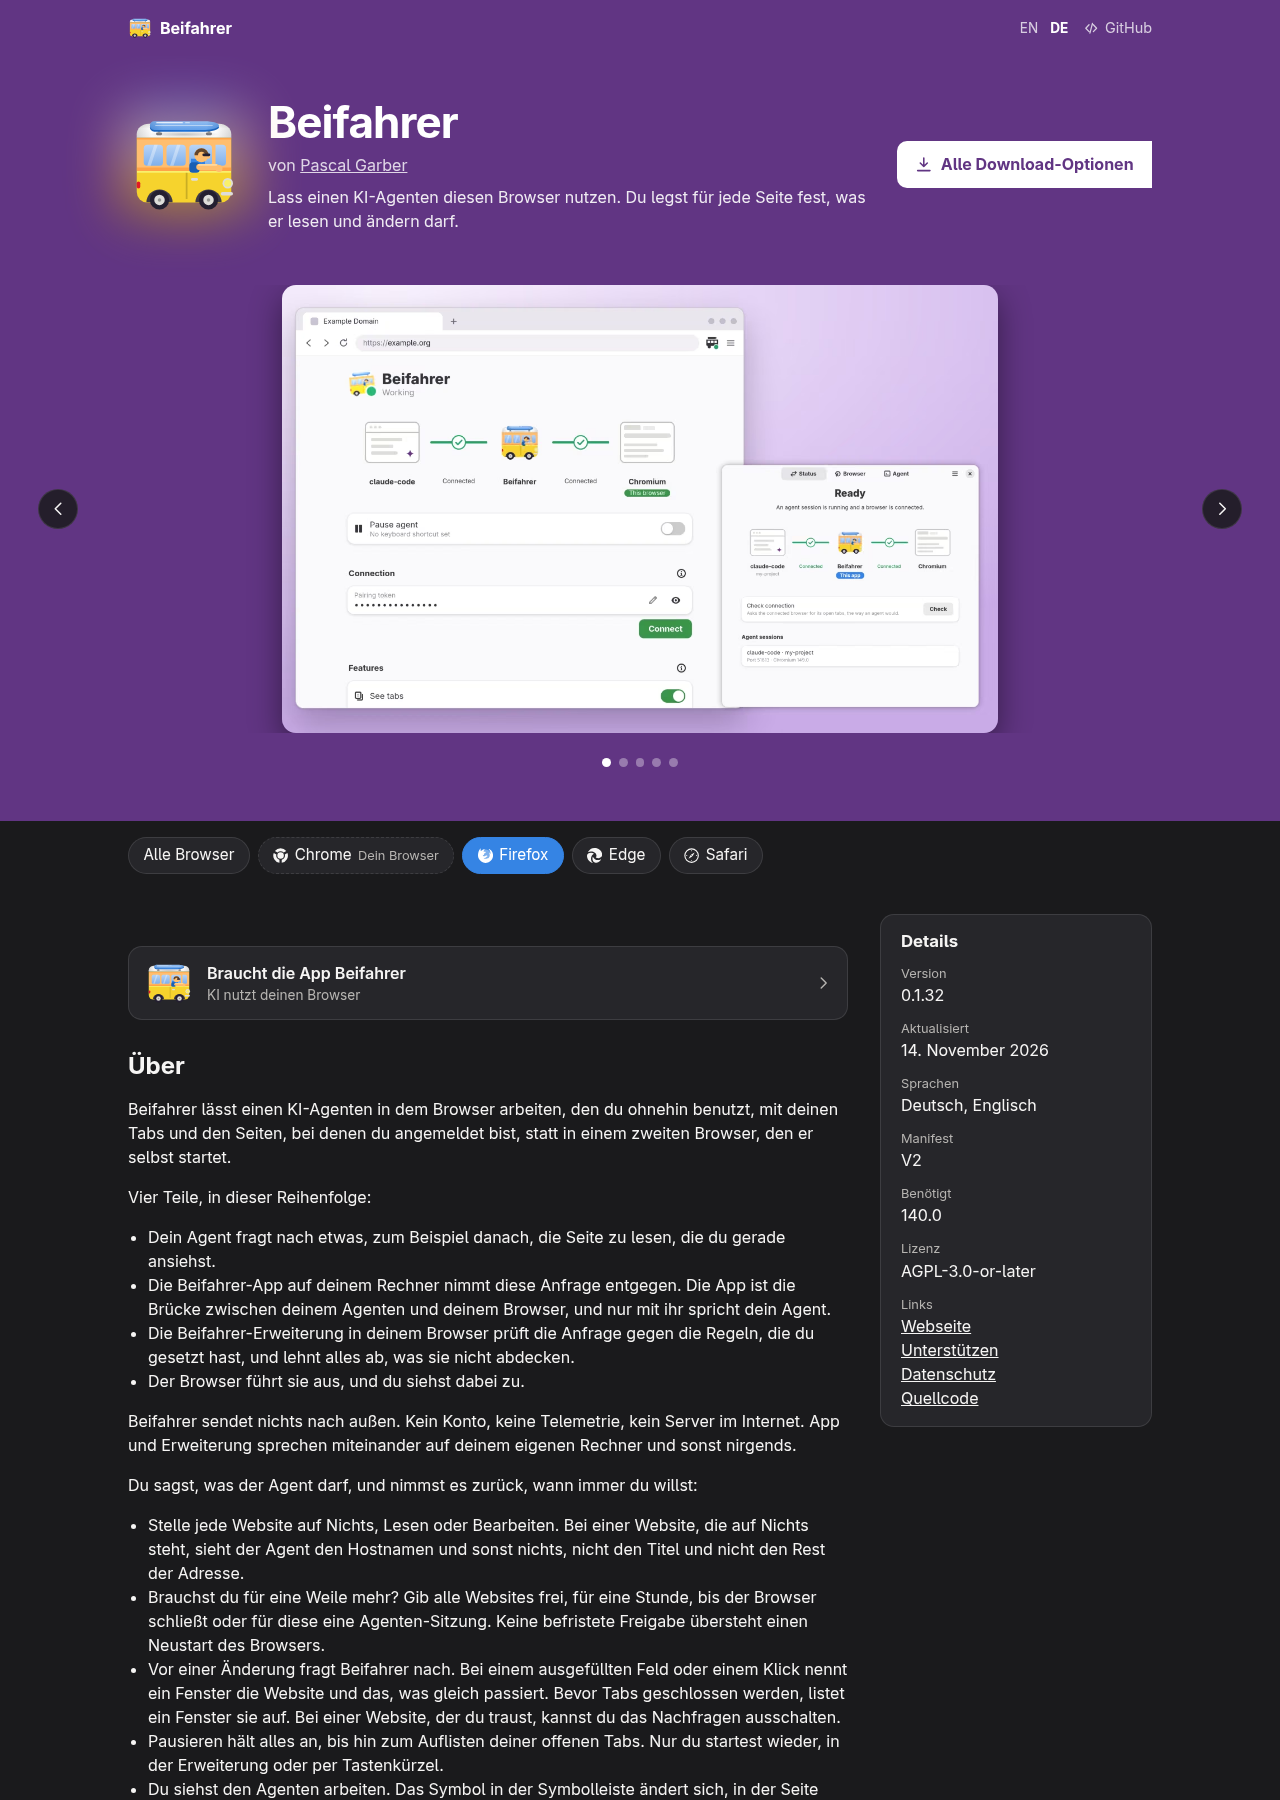 Beifahrer
EN DE GitHub
Beifahrer
von Pascal Garber
Lass einen KI-Agenten diesen Browser nutzen. Du legst für jede Seite fest, was
er lesen und ändern darf.
Alle Download-Optionen
Example Domain
https://example.org
Beifahrer
Working
claude-code
Connected
Beifahrer
Connected
Chromium
This browser
Pause agent
No keyboard shortcut set
Connection
Pairing token
Connect
Features
See tabs
Status Browser Agent
Ready
An agent session is running and a browser is connected.
claude-code
my-project
Connected
Beifahrer
This app
Connected
Chromium
Check connection
Asks the connected browser for its open tabs, the way an agent would.
Check
Agent sessions
claude-code · my-project
Alle Browser
Chrome Dein Browser
Firefox
Edge
Safari
Braucht die App Beifahrer
KI nutzt deinen Browser
Über
Beifahrer lässt einen KI-Agenten in dem Browser arbeiten, den du ohnehin benutzt, mit deinen
Tabs und den Seiten, bei denen du angemeldet bist, statt in einem zweiten Browser, den er
selbst startet.
Vier Teile, in dieser Reihenfolge:
• Dein Agent fragt nach etwas, zum Beispiel danach, die Seite zu lesen, die du gerade
ansiehst.
• Die Beifahrer-App auf deinem Rechner nimmt diese Anfrage entgegen. Die App ist die
Brücke zwischen deinem Agenten und deinem Browser, und nur mit ihr spricht dein Agent.
• Die Beifahrer-Erweiterung in deinem Browser prüft die Anfrage gegen die Regeln, die du
gesetzt hast, und lehnt alles ab, was sie nicht abdecken.
• Der Browser führt sie aus, und du siehst dabei zu.
Beifahrer sendet nichts nach außen. Kein Konto, keine Telemetrie, kein Server im Internet. App
und Erweiterung sprechen miteinander auf deinem eigenen Rechner und sonst nirgends.
Du sagst, was der Agent darf, und nimmst es zurück, wann immer du willst:
• Stelle jede Website auf Nichts, Lesen oder Bearbeiten. Bei einer Website, die auf Nichts
steht, sieht der Agent den Hostnamen und sonst nichts, nicht den Titel und nicht den Rest
der Adresse.
• Brauchst du für eine Weile mehr? Gib alle Websites frei, für eine Stunde, bis der Browser
schließt oder für diese eine Agenten-Sitzung. Keine befristete Freigabe übersteht einen
Neustart des Browsers.
• Vor einer Änderung fragt Beifahrer nach. Bei einem ausgefüllten Feld oder einem Klick nennt
ein Fenster die Website und das, was gleich passiert. Bevor Tabs geschlossen werden, listet
ein Fenster sie auf. Bei einer Website, der du traust, kannst du das Nachfragen ausschalten.
• Pausieren hält alles an, bis hin zum Auflisten deiner offenen Tabs. Nur du startest wieder, in
der Erweiterung oder per Tastenkürzel.
• Du siehst den Agenten arbeiten. Das Symbol in der Symbolleiste ändert sich, in der Seite
Details
Version
0.1.32
Aktualisiert
14. November 2026
Sprachen
Deutsch, Englisch
Manifest
V2
Benötigt
140.0
Lizenz
AGPL-3.0-or-later
Links
Webseite
Unterstützen
Datenschutz
Quellcode